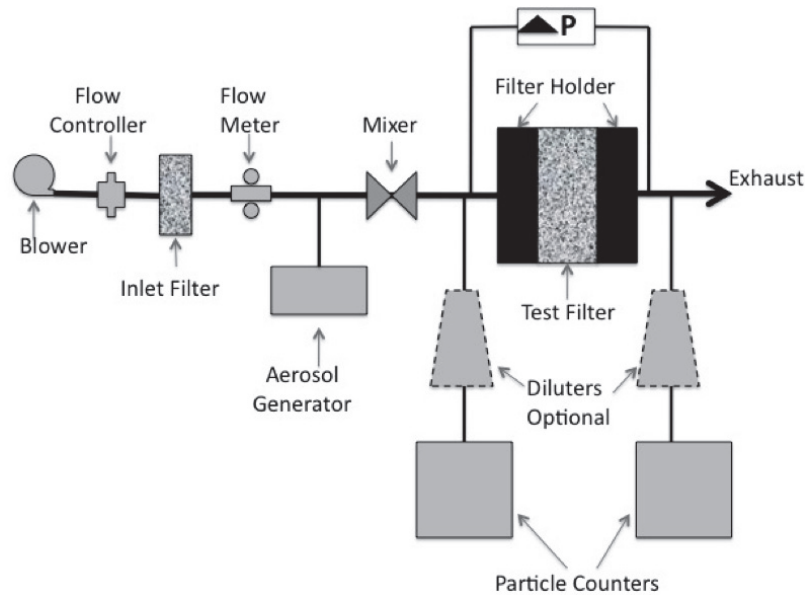 P
Filter Holder
Flow
Controller
Flow
Meter
Mixer
Exhaust
Blower
Inlet Filter
Test Filter
Aerosol
Generator
Diluters
Optional
Particle Counters